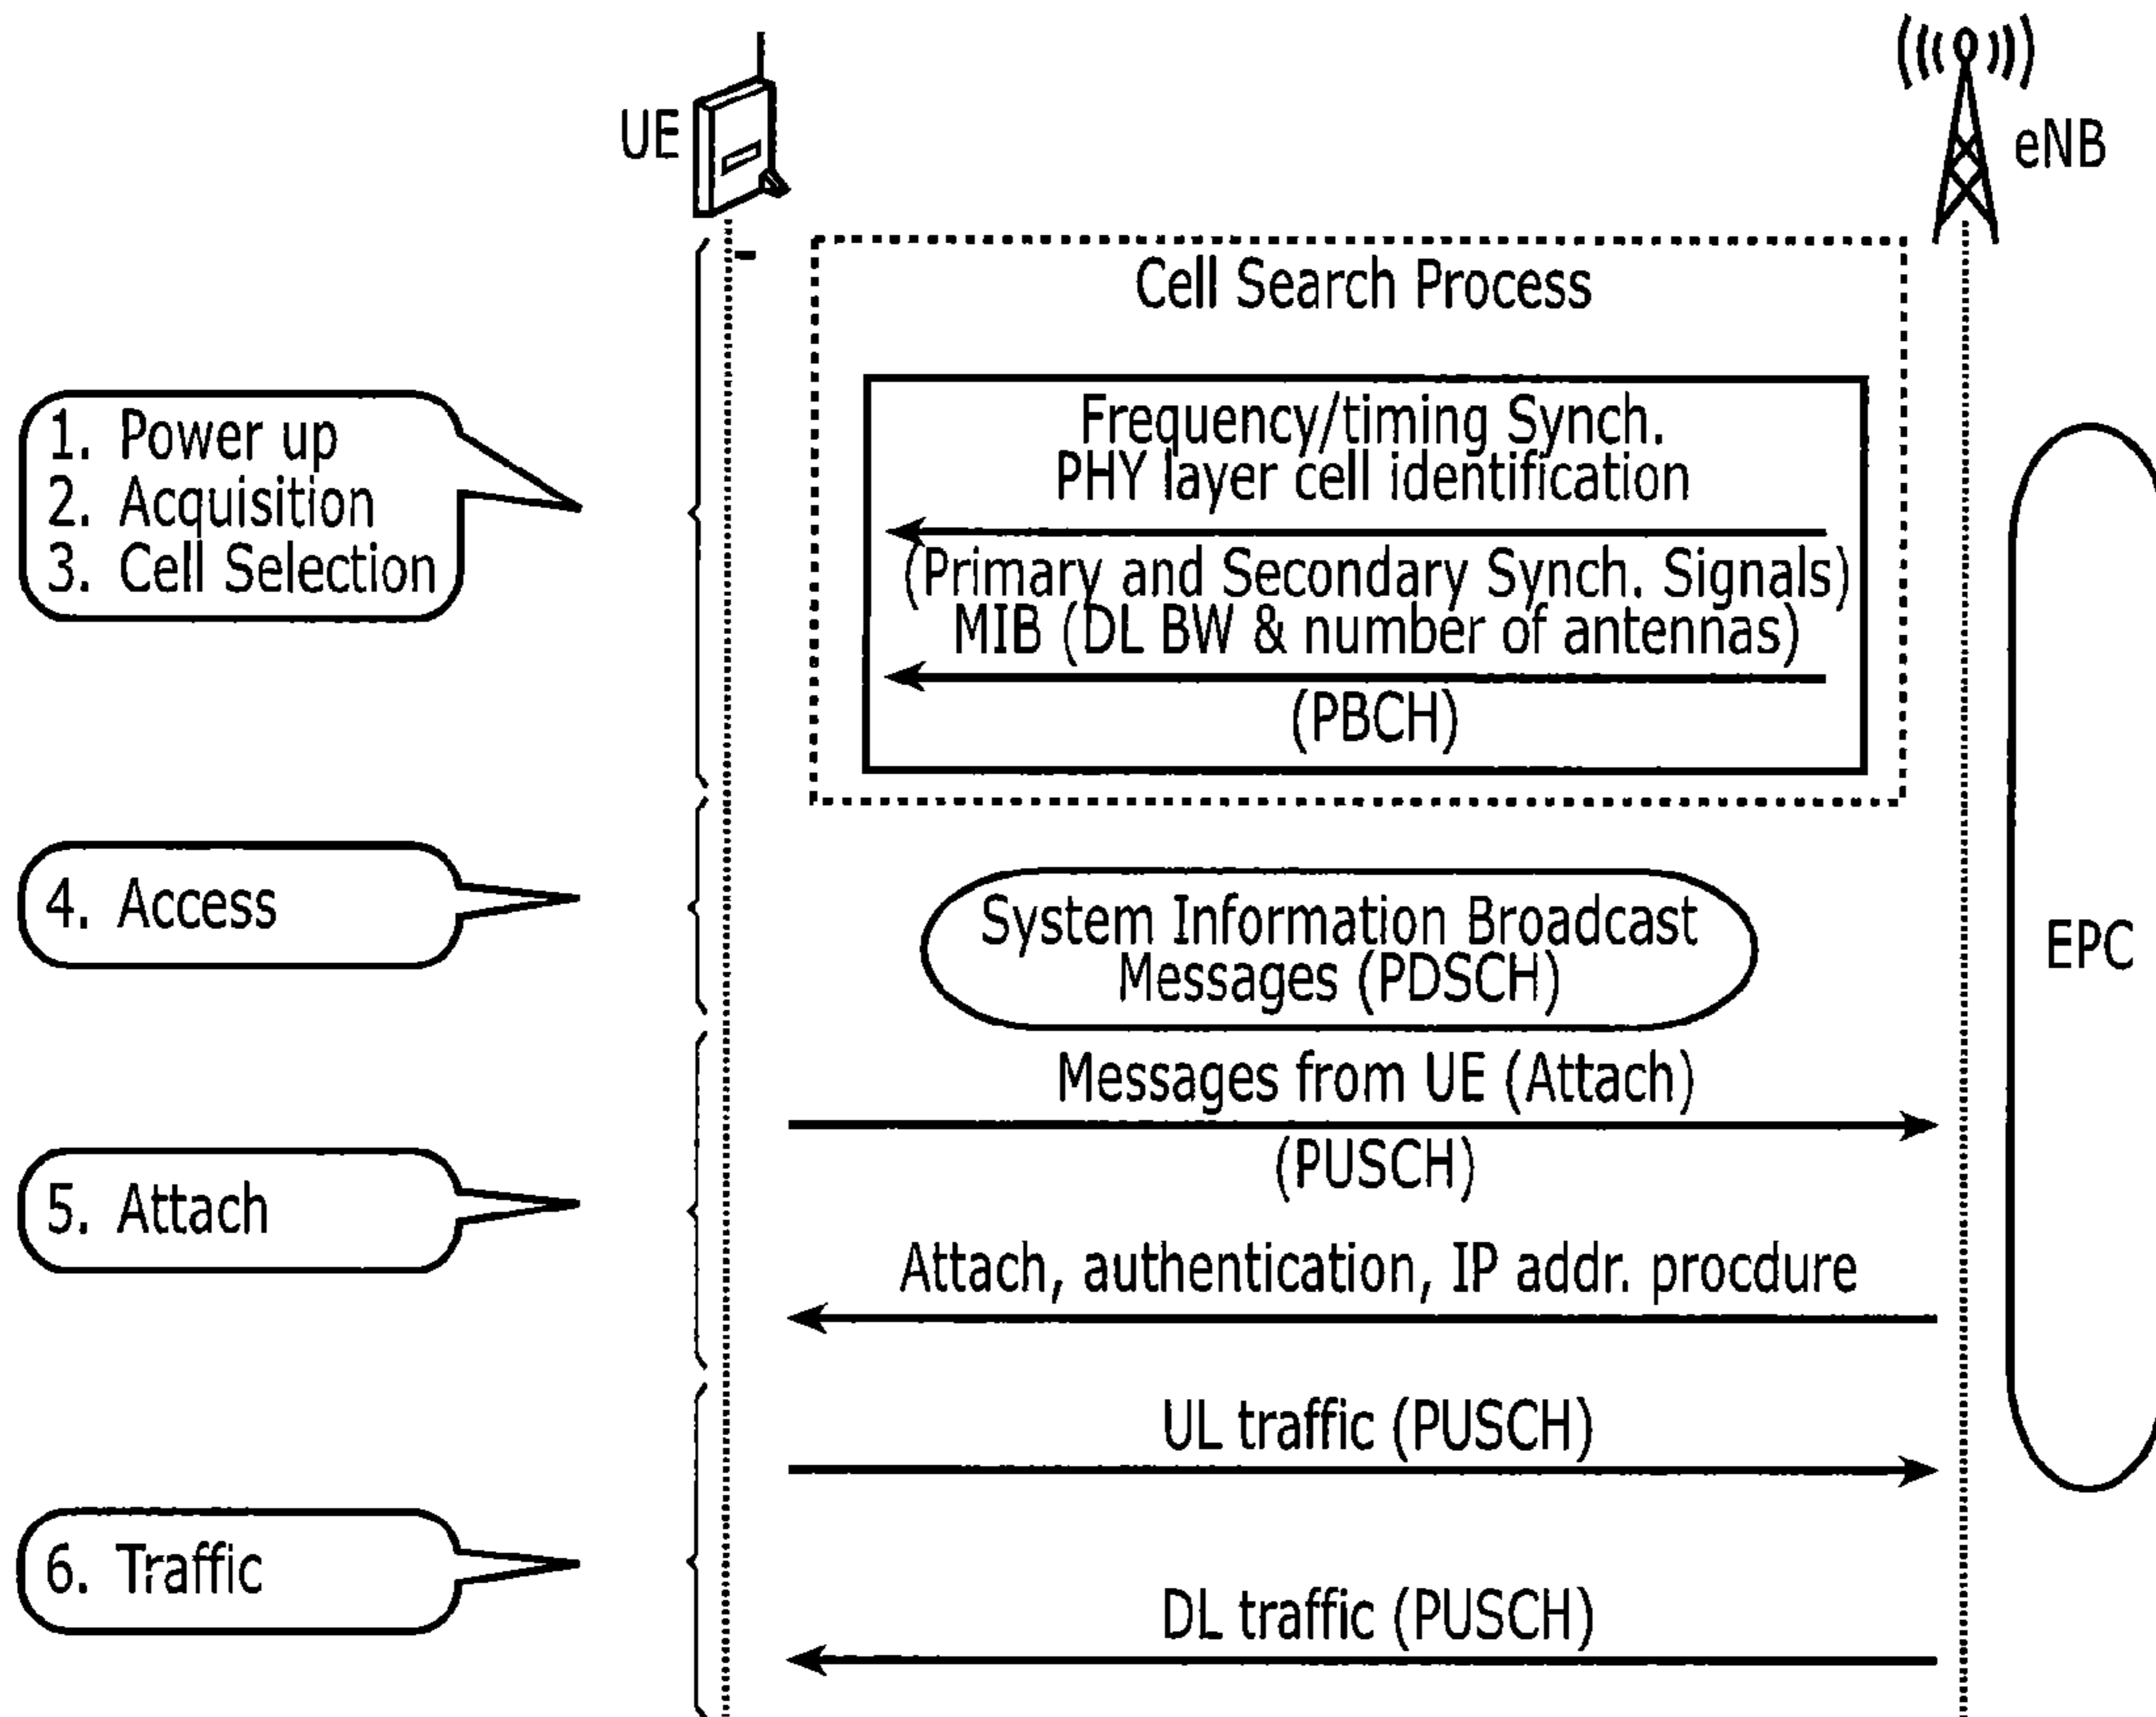 UE
eNB
Cell Search Process
Frequency/timing Synch.
PHY layer cell identification
(Primary and Secondary Synch. Signals)
MIB (DL BW & number of antennas)
(PBCH)
1. Power up
2. Acquisition
3. Cell Selection
4. Access
System Information Broadcast
Messages (PDSCH)
EPC
Messages from UE (Attach)
(PUSCH)
5. Attach
Attach, authentication, IP addr. procdure
UL traffic (PUSCH)
6. Traffic
DL traffic (PUSCH)